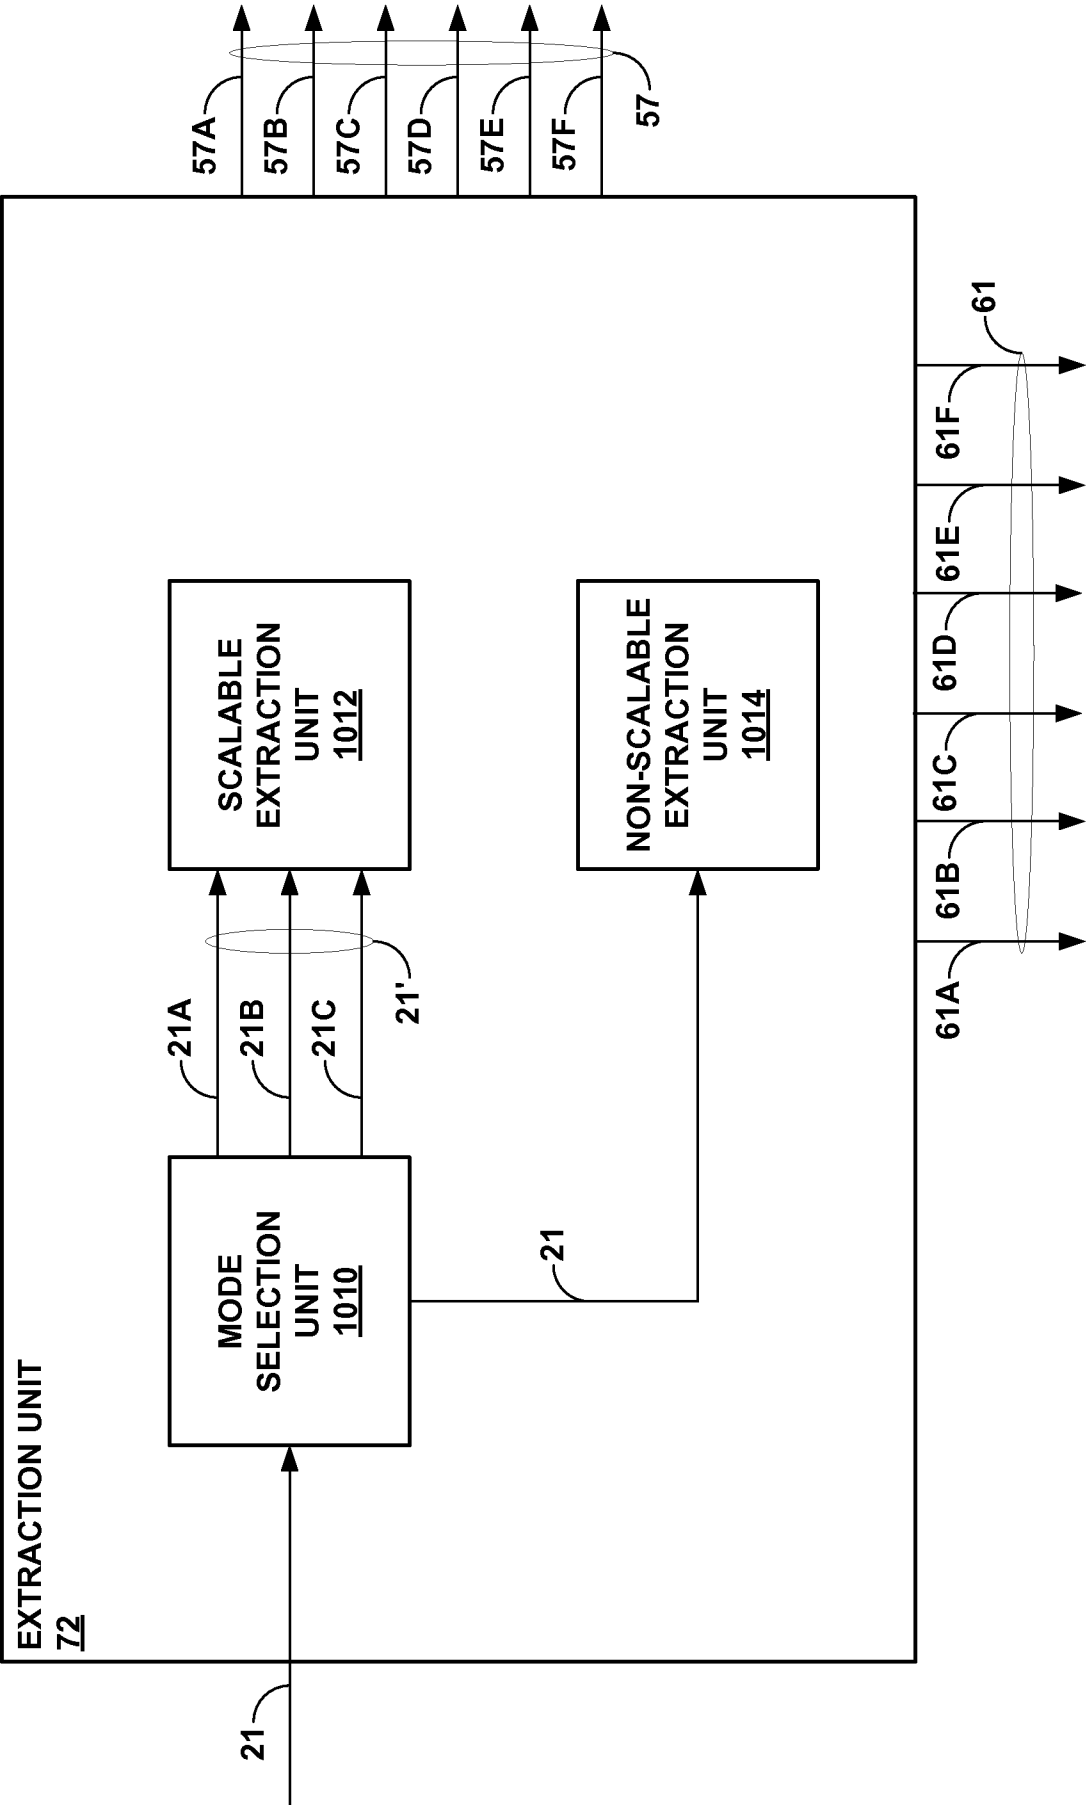 EXTRACTION UNIT
72
21
MODE
SELECTION
UNIT
1010
21A
21B
21C
21'
21
SCALABLE
EXTRACTION
UNIT
1012
NON-SCALABLE
EXTRACTION
UNIT
1014
57A
57B
57C
57D
57E
57F
57
61A
61B
61C
61D
61E
61F
61